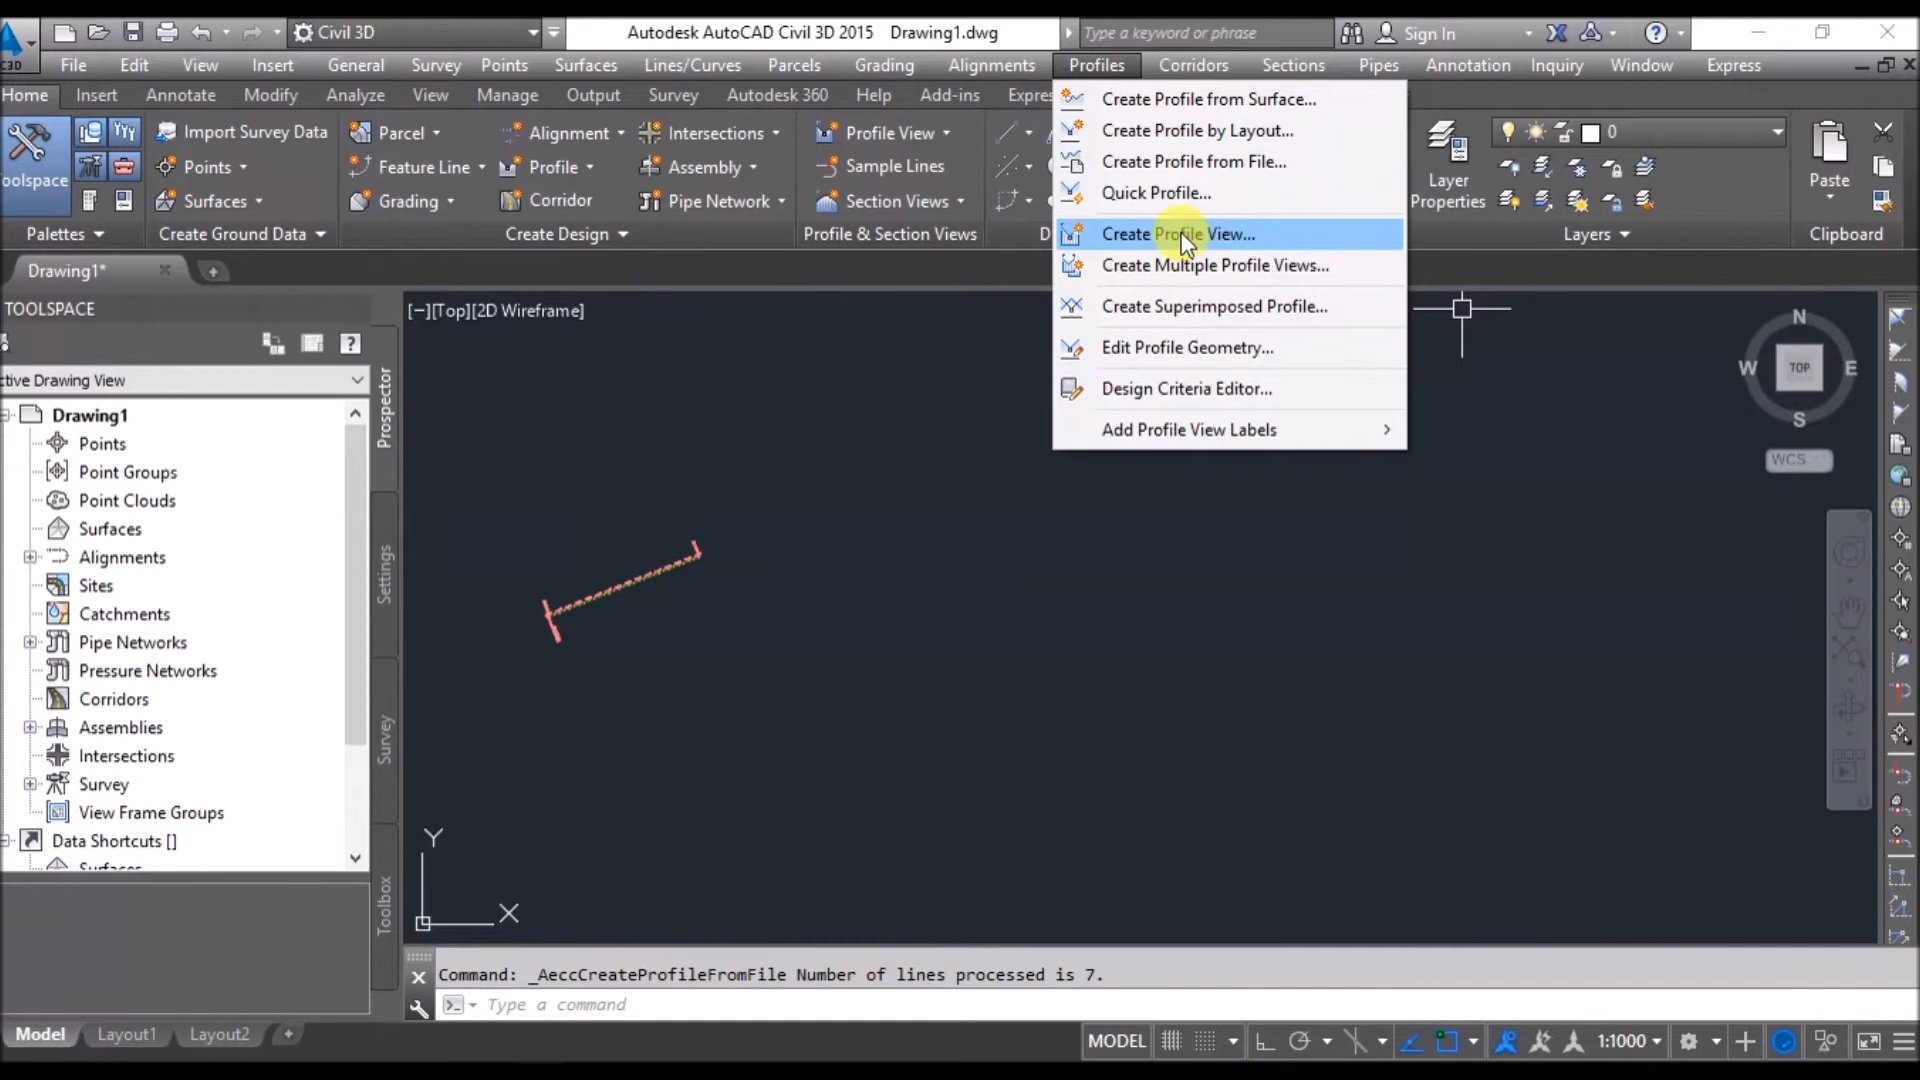 C3D
Civil 3D
Autodesk AutoCAD Civil 3D 2015 Drawing1.dwg
Type a keyword or phrase
Sign In
File Edit View Insert General Survey Points Surfaces Lines/Curves Parcels Grading Alignments Profiles Corridors Sections Pipes Annotation Inquiry Window Express
Home Insert Annotate Modify Analyze View Manage Output Survey Autodesk 360 Help Add-ins Expres
Toolspace
Import Survey Data
Points
Surfaces
Parcel
Feature Line
Grading
Alignment
Profile
Corridor
Intersections
Assembly
Pipe Network
Profile View
Sample Lines
Section Views
Palettes
Create Ground Data
Create Design
Profile & Section Views
D
Create Profile from Surface...
Create Profile by Layout...
Create Profile from File...
Quick Profile...
Create Profile View...
Create Multiple Profile Views...
Create Superimposed Profile...
Edit Profile Geometry...
Design Criteria Editor...
Add Profile View Labels
Layer
Properties
0
Layers
Paste
Clipboard
Drawing1*
TOOLSPACE
ctive Drawing View
Drawing1
Points
Point Groups
Point Clouds
Surfaces
Alignments
Sites
Catchments
Pipe Networks
Pressure Networks
Corridors
Assemblies
Intersections
Survey
View Frame Groups
Data Shortcuts []
Surfaces
Prospector
Settings
Survey
Toolbox
[−][Top][2D Wireframe]
N
W
TOP
E
S
WCS
Y
X
Command: _AeccCreateProfileFromFile Number of lines processed is 7.
Type a command
Model Layout1 Layout2
MODEL
1:1000